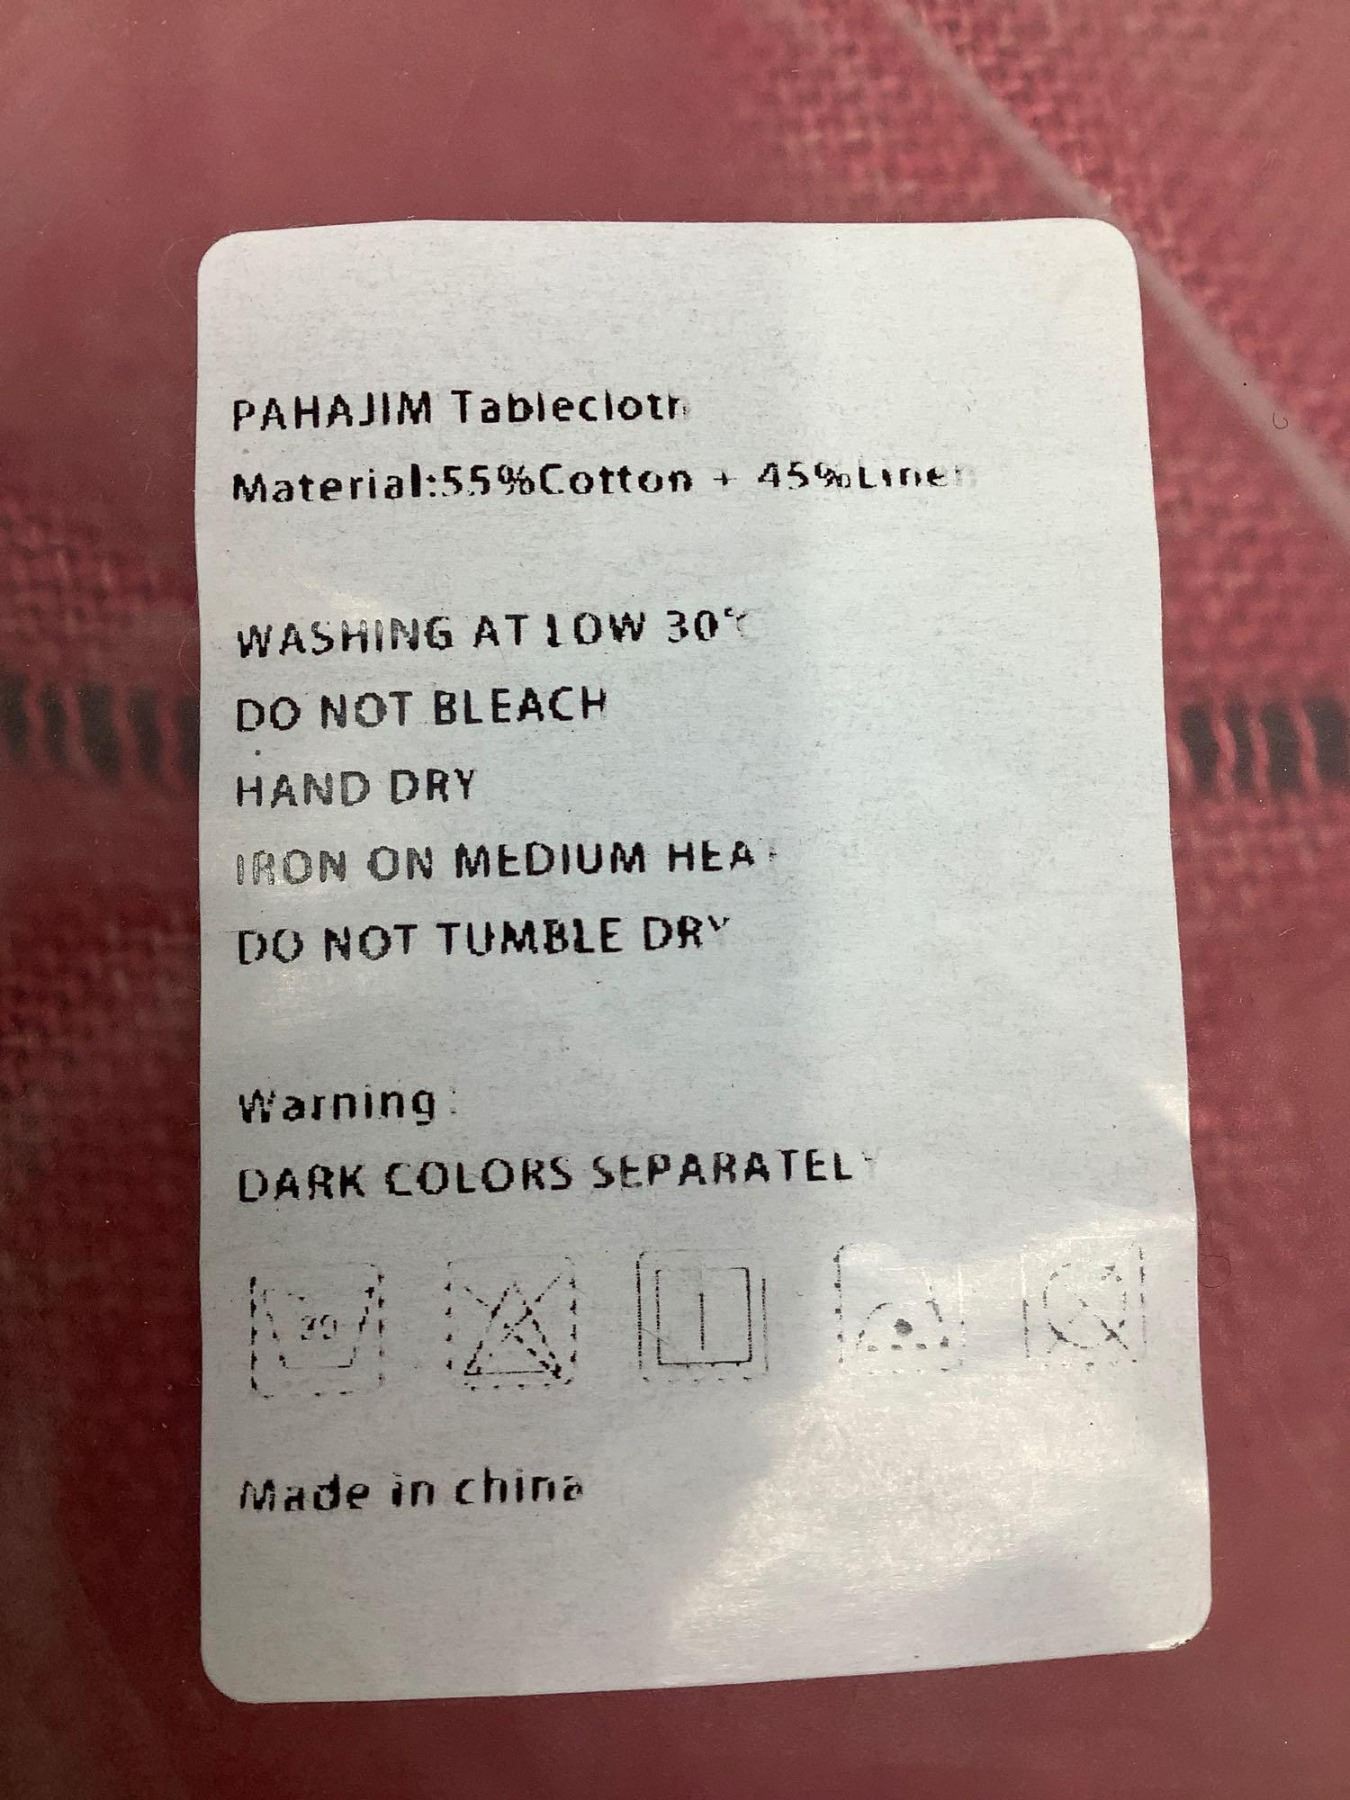 PAHAJIM Tablecloth
Material:55%Cotton + 45%Linen
WASHING AT LOW 30℃
DO NOT BLEACH
HAND DRY
IRON ON MEDIUM HEAT
DO NOT TUMBLE DRY
Warning:
DARK COLORS SEPARATELY
30
Made in china